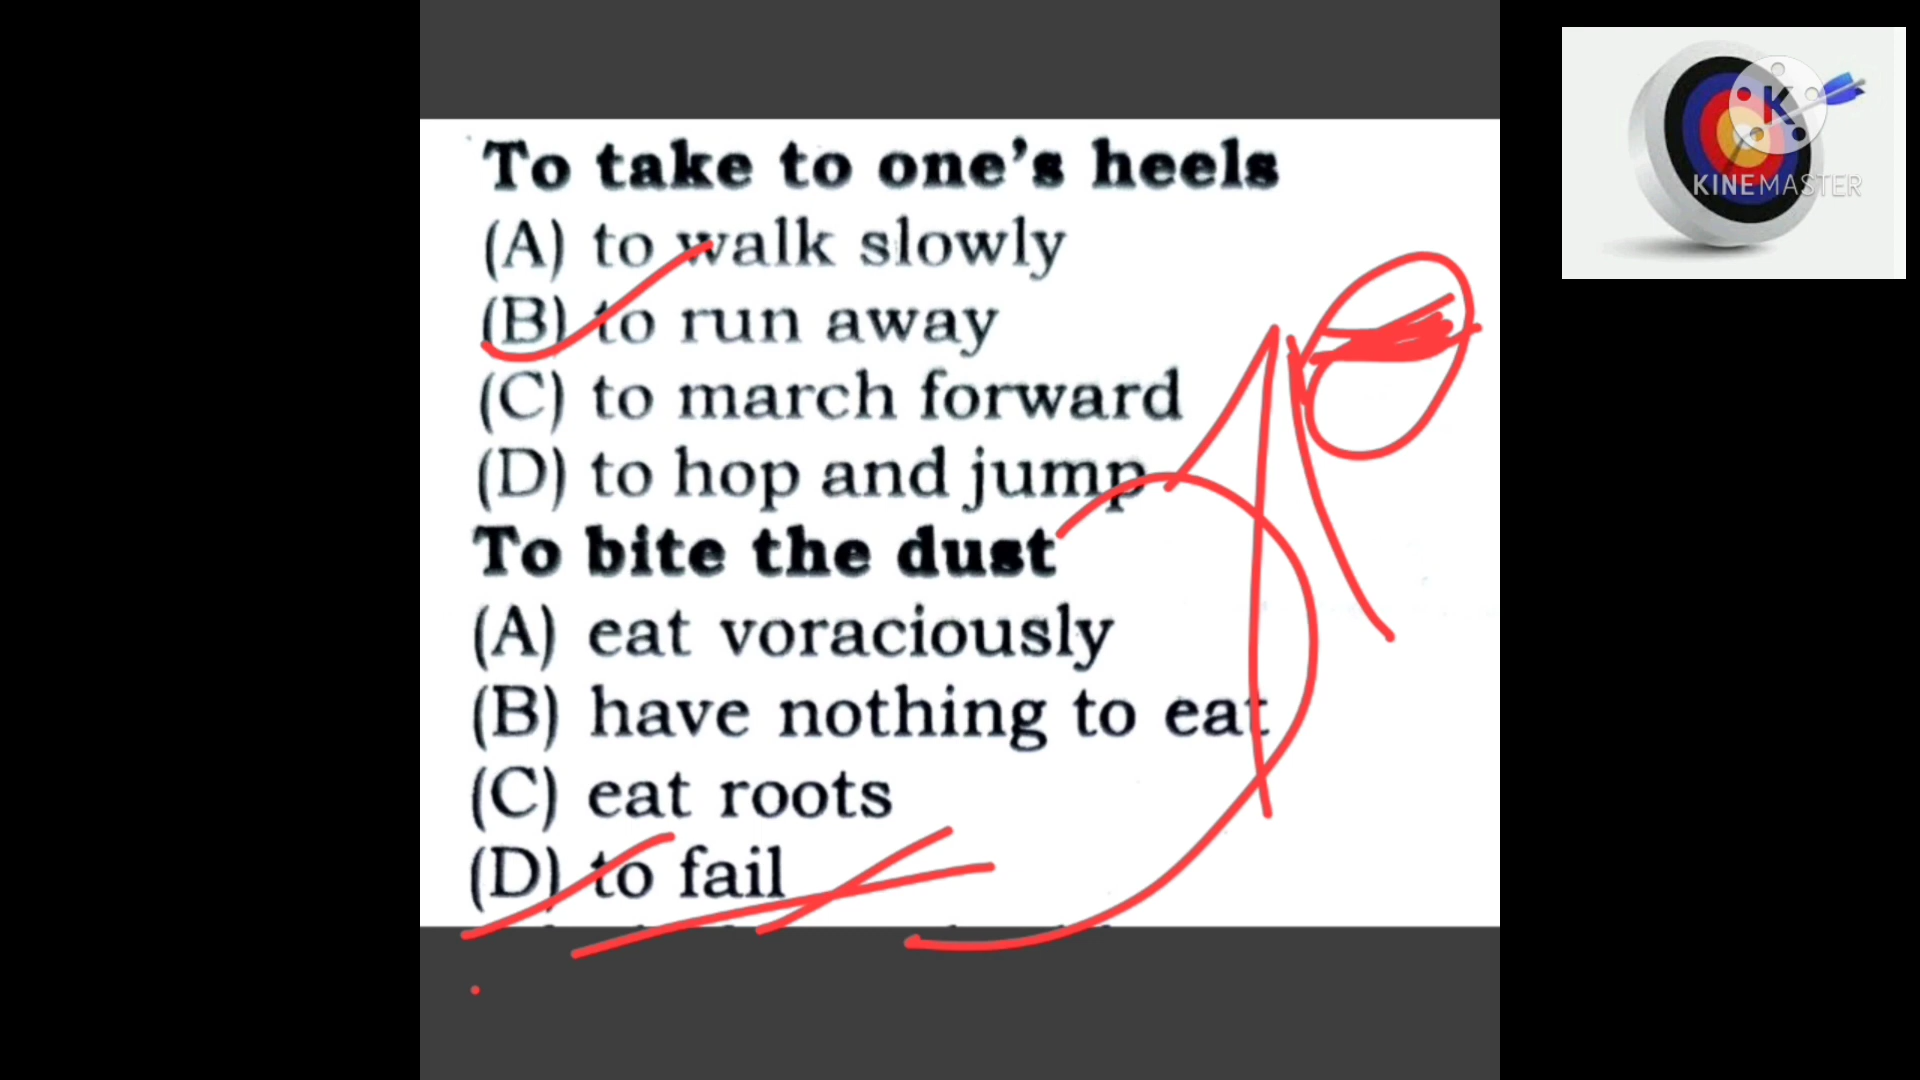 To take to one's heels
(A) to walk slowly
(B) to run away
(C) to march forward
(D) to hop and jump
To bite the dust
(A) eat voraciously
(B) have nothing to eat
(C) eat roots
(D) to fail
K
KINEMASTER